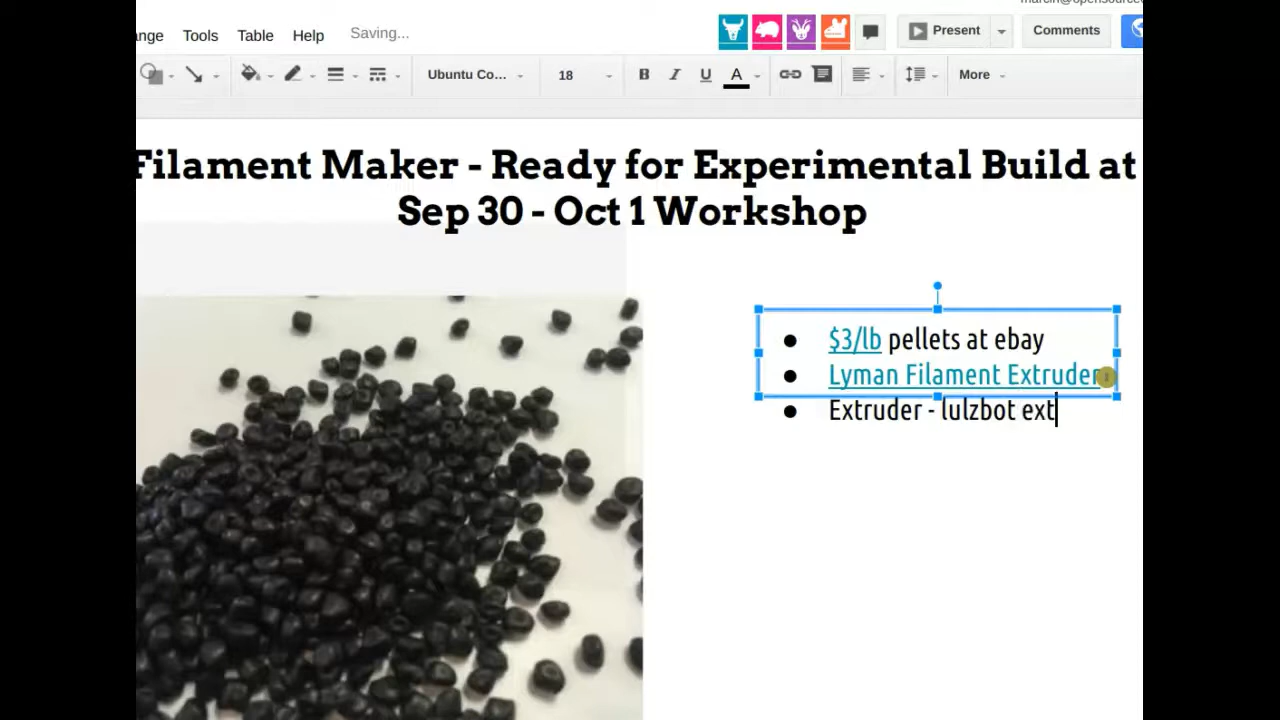 ange Tools Table Help Saving...
Present Comments
Ubuntu Co... 18 B I U A More
Filament Maker - Ready for Experimental Build at
Sep 30 - Oct 1 Workshop
● $3/lb pellets at ebay
● Lyman Filament Extruder
● Extruder - lulzbot ext